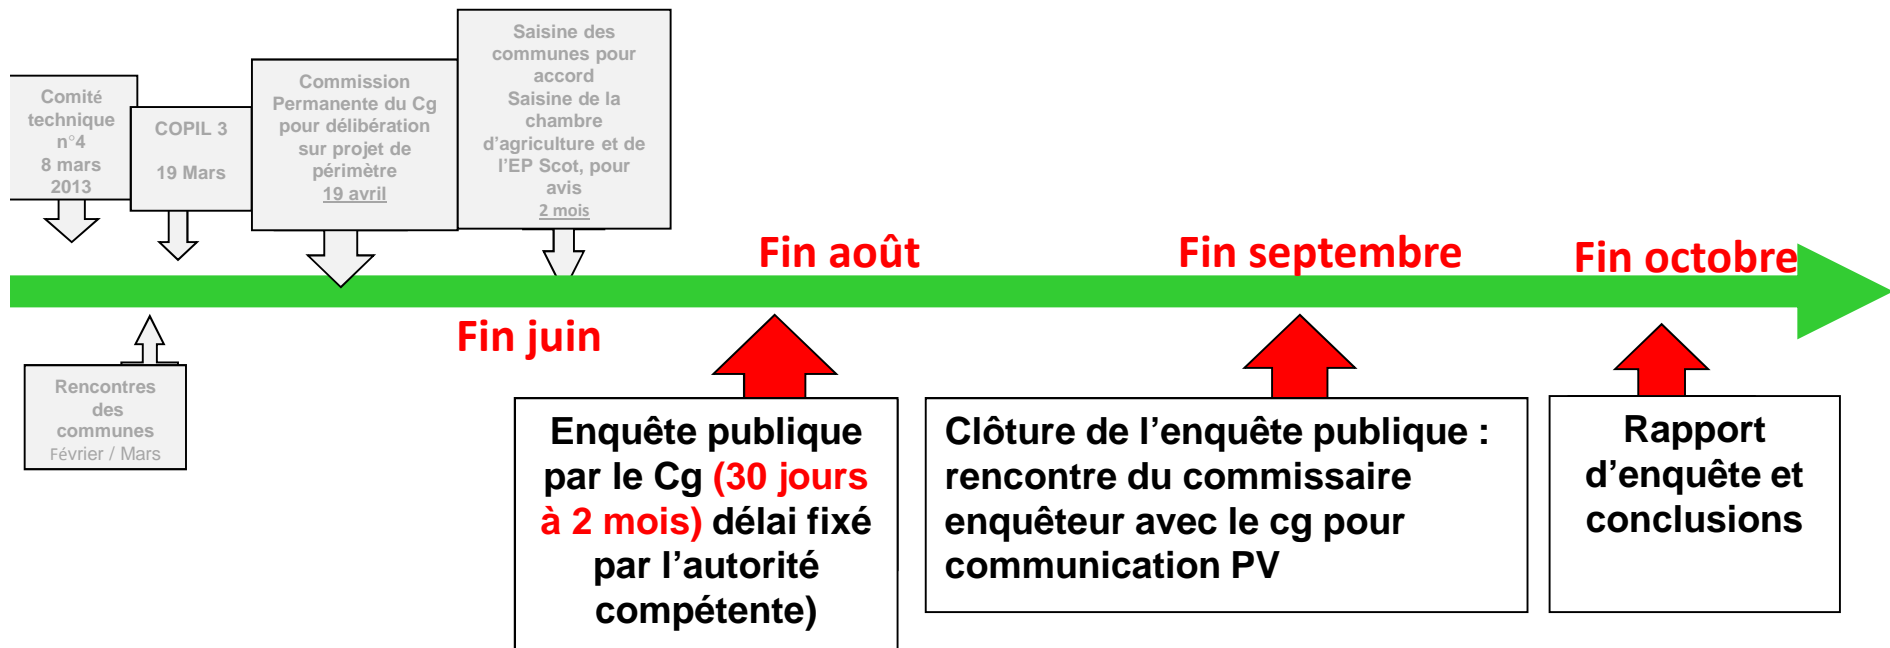 Comité
technique
n°4
8 mars
2013
COPIL 3
19 Mars
Commission
Permanente du Cg
pour délibération
sur projet de
périmètre
19 avril
Saisine des
communes pour
accord
Saisine de la
chambre
d’agriculture et de
l’EP Scot, pour
avis
2 mois
Fin août
Fin septembre
Fin octobre
Fin juin
Rencontres
des
communes
Février / Mars
Enquête publique
par le Cg (30 jours
à 2 mois) délai fixé
par l’autorité
compétente)
Clôture de l’enquête publique :
rencontre du commissaire
enquêteur avec le cg pour
communication PV
Rapport
d’enquête et
conclusions